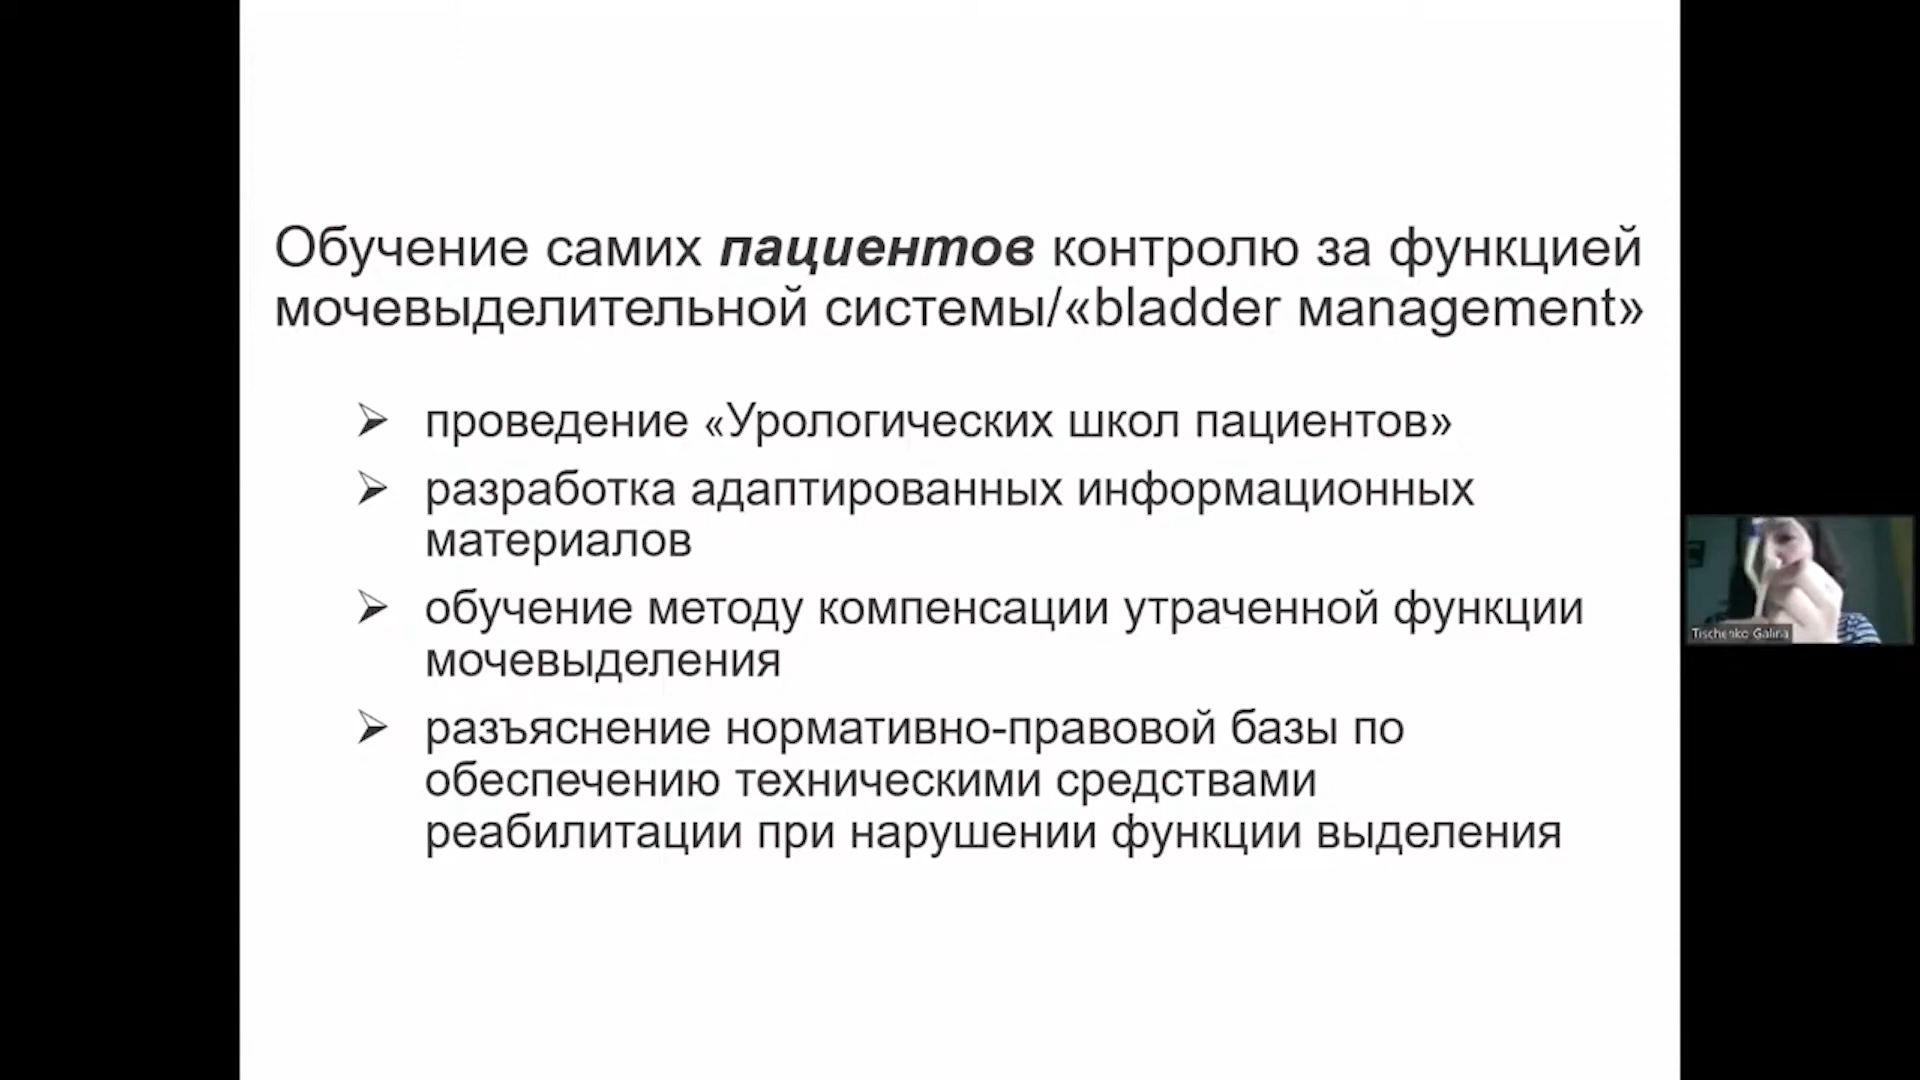 Обучение самих пациентов контролю за функцией
мочевыделительной системы/«bladder мanagement»
проведение «Урологических школ пациентов»
разработка адаптированных информационных
материалов
обучение методу компенсации утраченной функции
мочевыделения
разъяснение нормативно-правовой базы по
обеспечению техническими средствами
реабилитации при нарушении функции выделения
Tischenko Galina